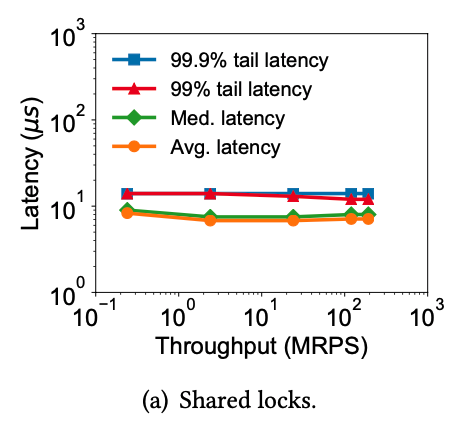 10³
99.9% tail latency
99% tail latency
10²
Med. latency
Avg. latency
Latency (μs)
10¹
10⁰
10⁻¹ 10⁰ 10¹ 10² 10³
Throughput (MRPS)
(a) Shared locks.